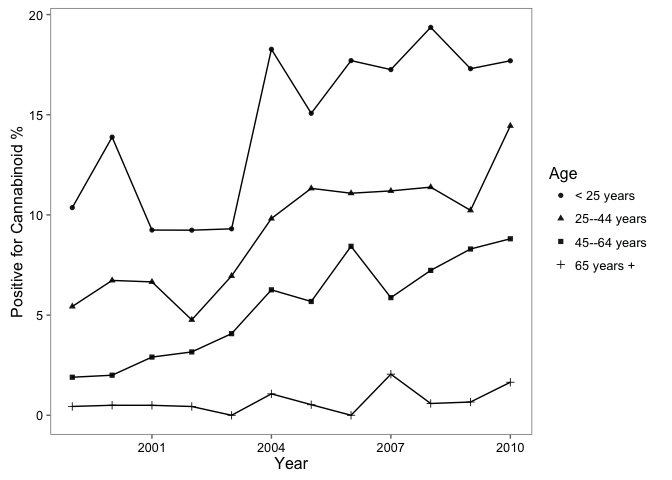 Positive for Cannabinoid %
20
15
10
5
0
2001
2004
2007
2010
Year
Age
< 25 years
25--44 years
45--64 years
65 years +